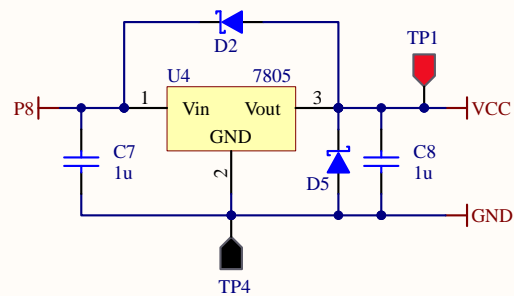 TP1
D2
U4 7805
P8 1 Vin Vout 3 VCC
GND
C7 1u
2
D5
C8 1u
GND
TP4